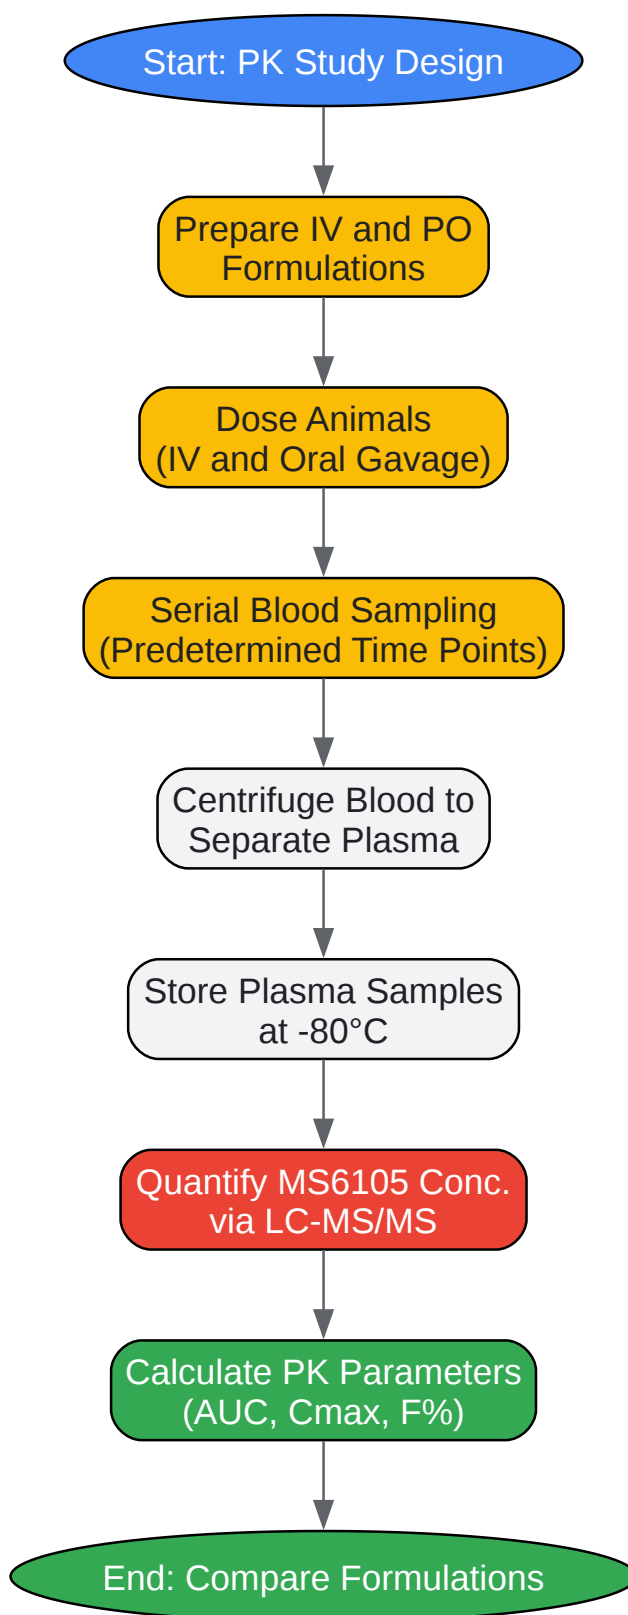 Start: PK Study Design
Prepare IV and PO
Formulations
Dose Animals
(IV and Oral Gavage)
Serial Blood Sampling
(Predetermined Time Points)
Centrifuge Blood to
Separate Plasma
Store Plasma Samples
at -80°C
Quantify MS6105 Conc.
via LC-MS/MS
Calculate PK Parameters
(AUC, Cmax, F%)
End: Compare Formulations